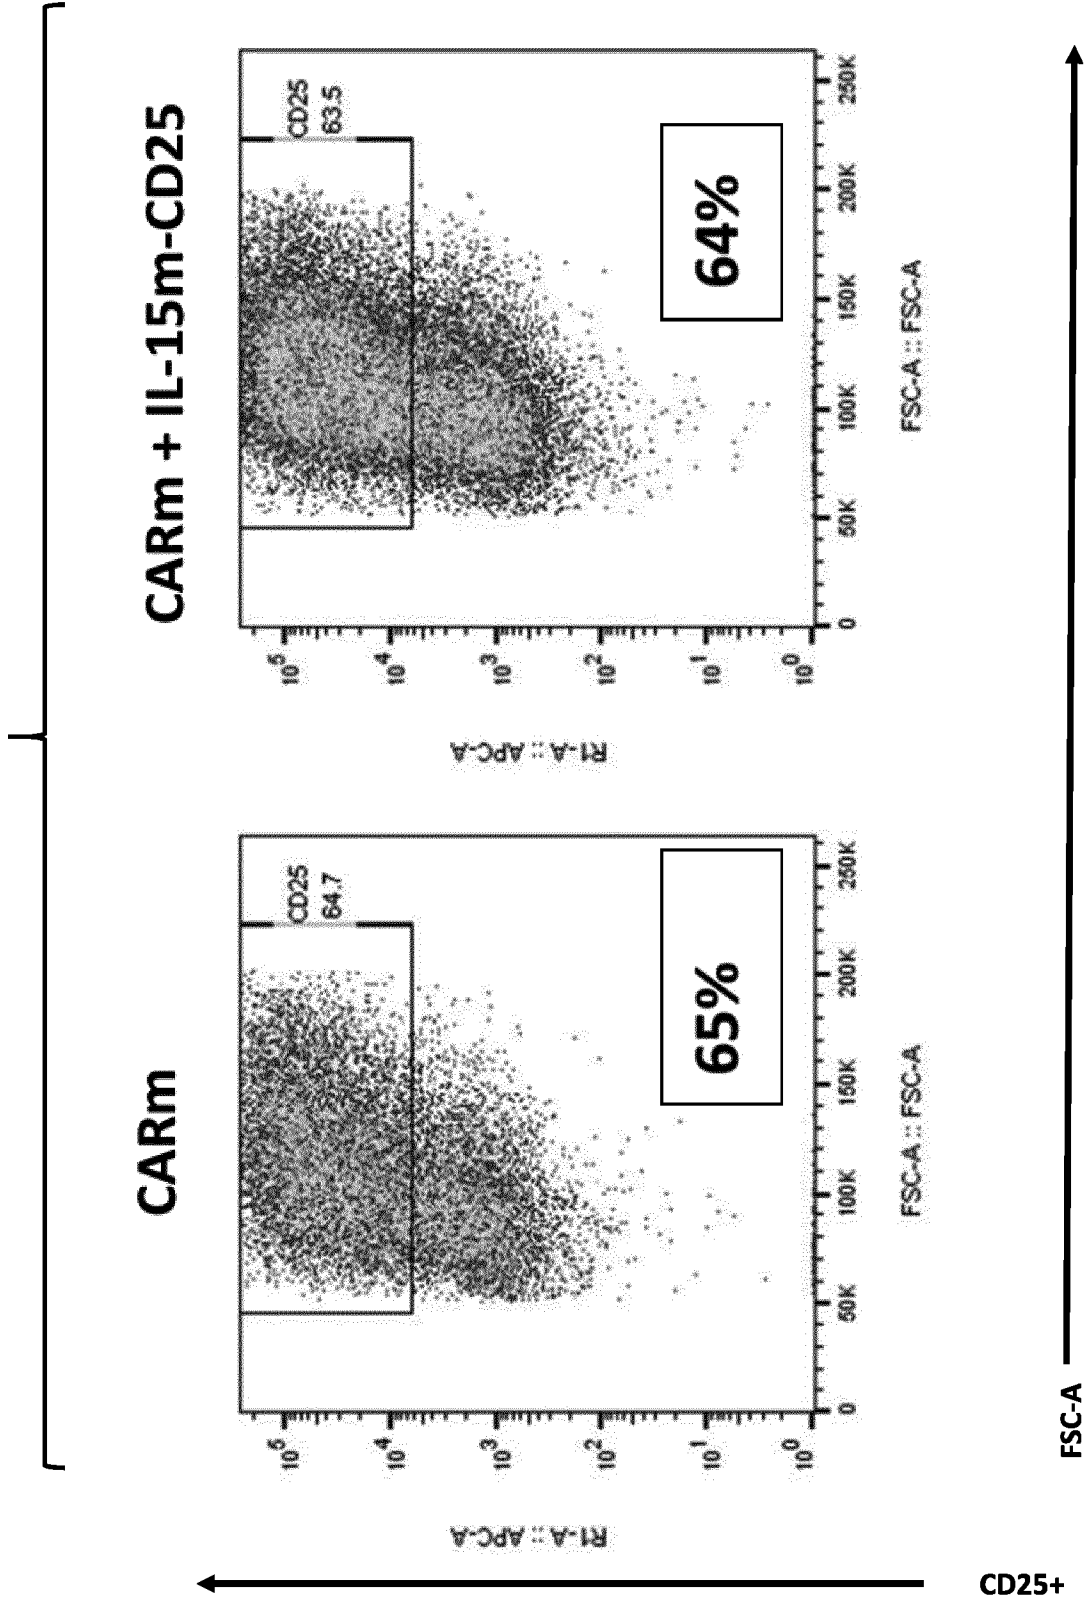 CARm
CARm + IL-15m-CD25
CD25
64.7
65%
10^5
10^4
10^3
10^2
10^1
10^0
R1-A :: APC-A
0
50K
100K
150K
200K
250K
FSC-A :: FSC-A
CD25
63.5
64%
10^5
10^4
10^3
10^2
10^1
10^0
R1-A :: APC-A
0
50K
100K
150K
200K
250K
FSC-A :: FSC-A
CD25+
FSC-A